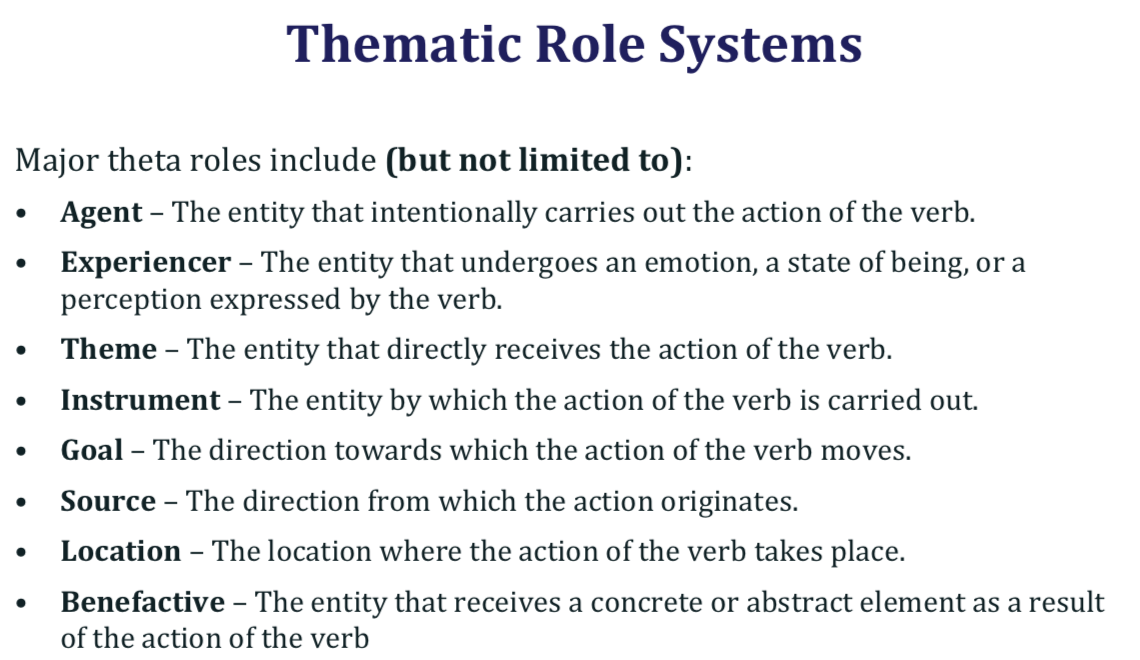 Thematic Role Systems
Major theta roles include (but not limited to):
• Agent – The entity that intentionally carries out the action of the verb.
• Experiencer – The entity that undergoes an emotion, a state of being, or a
perception expressed by the verb.
• Theme – The entity that directly receives the action of the verb.
• Instrument – The entity by which the action of the verb is carried out.
• Goal – The direction towards which the action of the verb moves.
• Source – The direction from which the action originates.
• Location – The location where the action of the verb takes place.
• Benefactive – The entity that receives a concrete or abstract element as a result
of the action of the verb